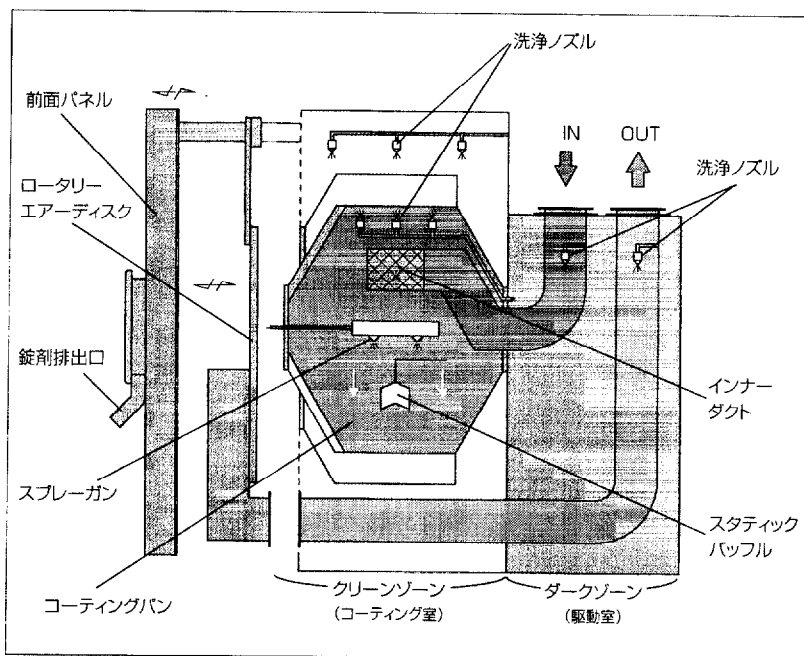 洗浄ノズル
前面パネル
IN
OUT
洗浄ノズル
ロータリー
エアーディスク
錠剤排出口
インナー
ダクト
スプレーガン
スタティック
バッフル
コーティングパン
クリーンゾーン
(コーティング室)
ダークゾーン
(駆動室)